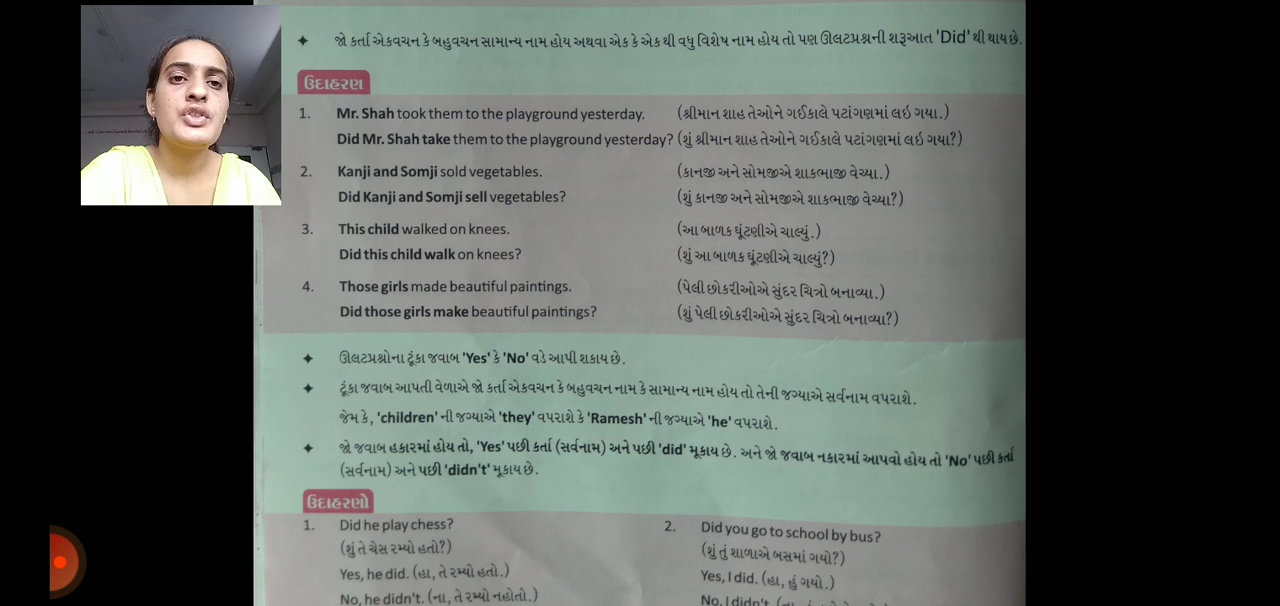 ✦ જો કર્તા એકવચન કે બહુવચન સામાન્ય નામ હોય અથવા એક કે એકથી વધુ વિશેષ નામ હોય તો પણ ઊલટપ્રશ્નની શરૂઆત 'Did' થી થાય છે.
ઉદાહરણ
1. Mr. Shah took them to the playground yesterday. (શ્રીમાન શાહ તેઓને ગઈકાલે પટાંગણમાં લઇ ગયા.)
Did Mr. Shah take them to the playground yesterday? (શું શ્રીમાન શાહ તેઓને ગઈકાલે પટાંગણમાં લઇ ગયા?)
2. Kanji and Somji sold vegetables. (કાનજી અને સોમજીએ શાકભાજી વેચ્યા.)
Did Kanji and Somji sell vegetables? (શું કાનજી અને સોમજીએ શાકભાજી વેચ્યા?)
3. This child walked on knees. (આ બાળક ઘૂંટણીએ ચાલ્યું.)
Did this child walk on knees? (શું આ બાળક ઘૂંટણીએ ચાલ્યું?)
4. Those girls made beautiful paintings. (પેલી છોકરીઓએ સુંદર ચિત્રો બનાવ્યા.)
Did those girls make beautiful paintings? (શું પેલી છોકરીઓએ સુંદર ચિત્રો બનાવ્યા?)
✦ ઊલટપ્રશ્નોના ટૂંકા જવાબ 'Yes' કે 'No' વડે આપી શકાય છે.
✦ ટૂંકા જવાબ આપતી વેળાએ જો કર્તા એકવચન કે બહુવચન નામ કે સામાન્ય નામ હોય તો તેની જગ્યાએ સર્વનામ વપરાશે.
જેમ કે, 'children' ની જગ્યાએ 'they' વપરાશે કે 'Ramesh' ની જગ્યાએ 'he' વપરાશે.
✦ જો જવાબ હકારમાં હોય તો, 'Yes' પછી કર્તા (સર્વનામ) અને પછી 'did' મૂકાય છે. અને જો જવાબ નકારમાં આપવો હોય તો 'No' પછી કર્તા
(સર્વનામ) અને પછી 'didn't' મૂકાય છે.
ઉદાહરણો
1. Did he play chess? 2. Did you go to school by bus?
(શું તે ચેસ રમ્યો હતો?) (શું તું શાળાએ બસમાં ગયો?)
Yes, he did. (હા, તે રમ્યો હતો.) Yes, I did. (હા, હું ગયો.)
No, he didn't. (ના, તે રમ્યો નહોતો.) No, I didn't.